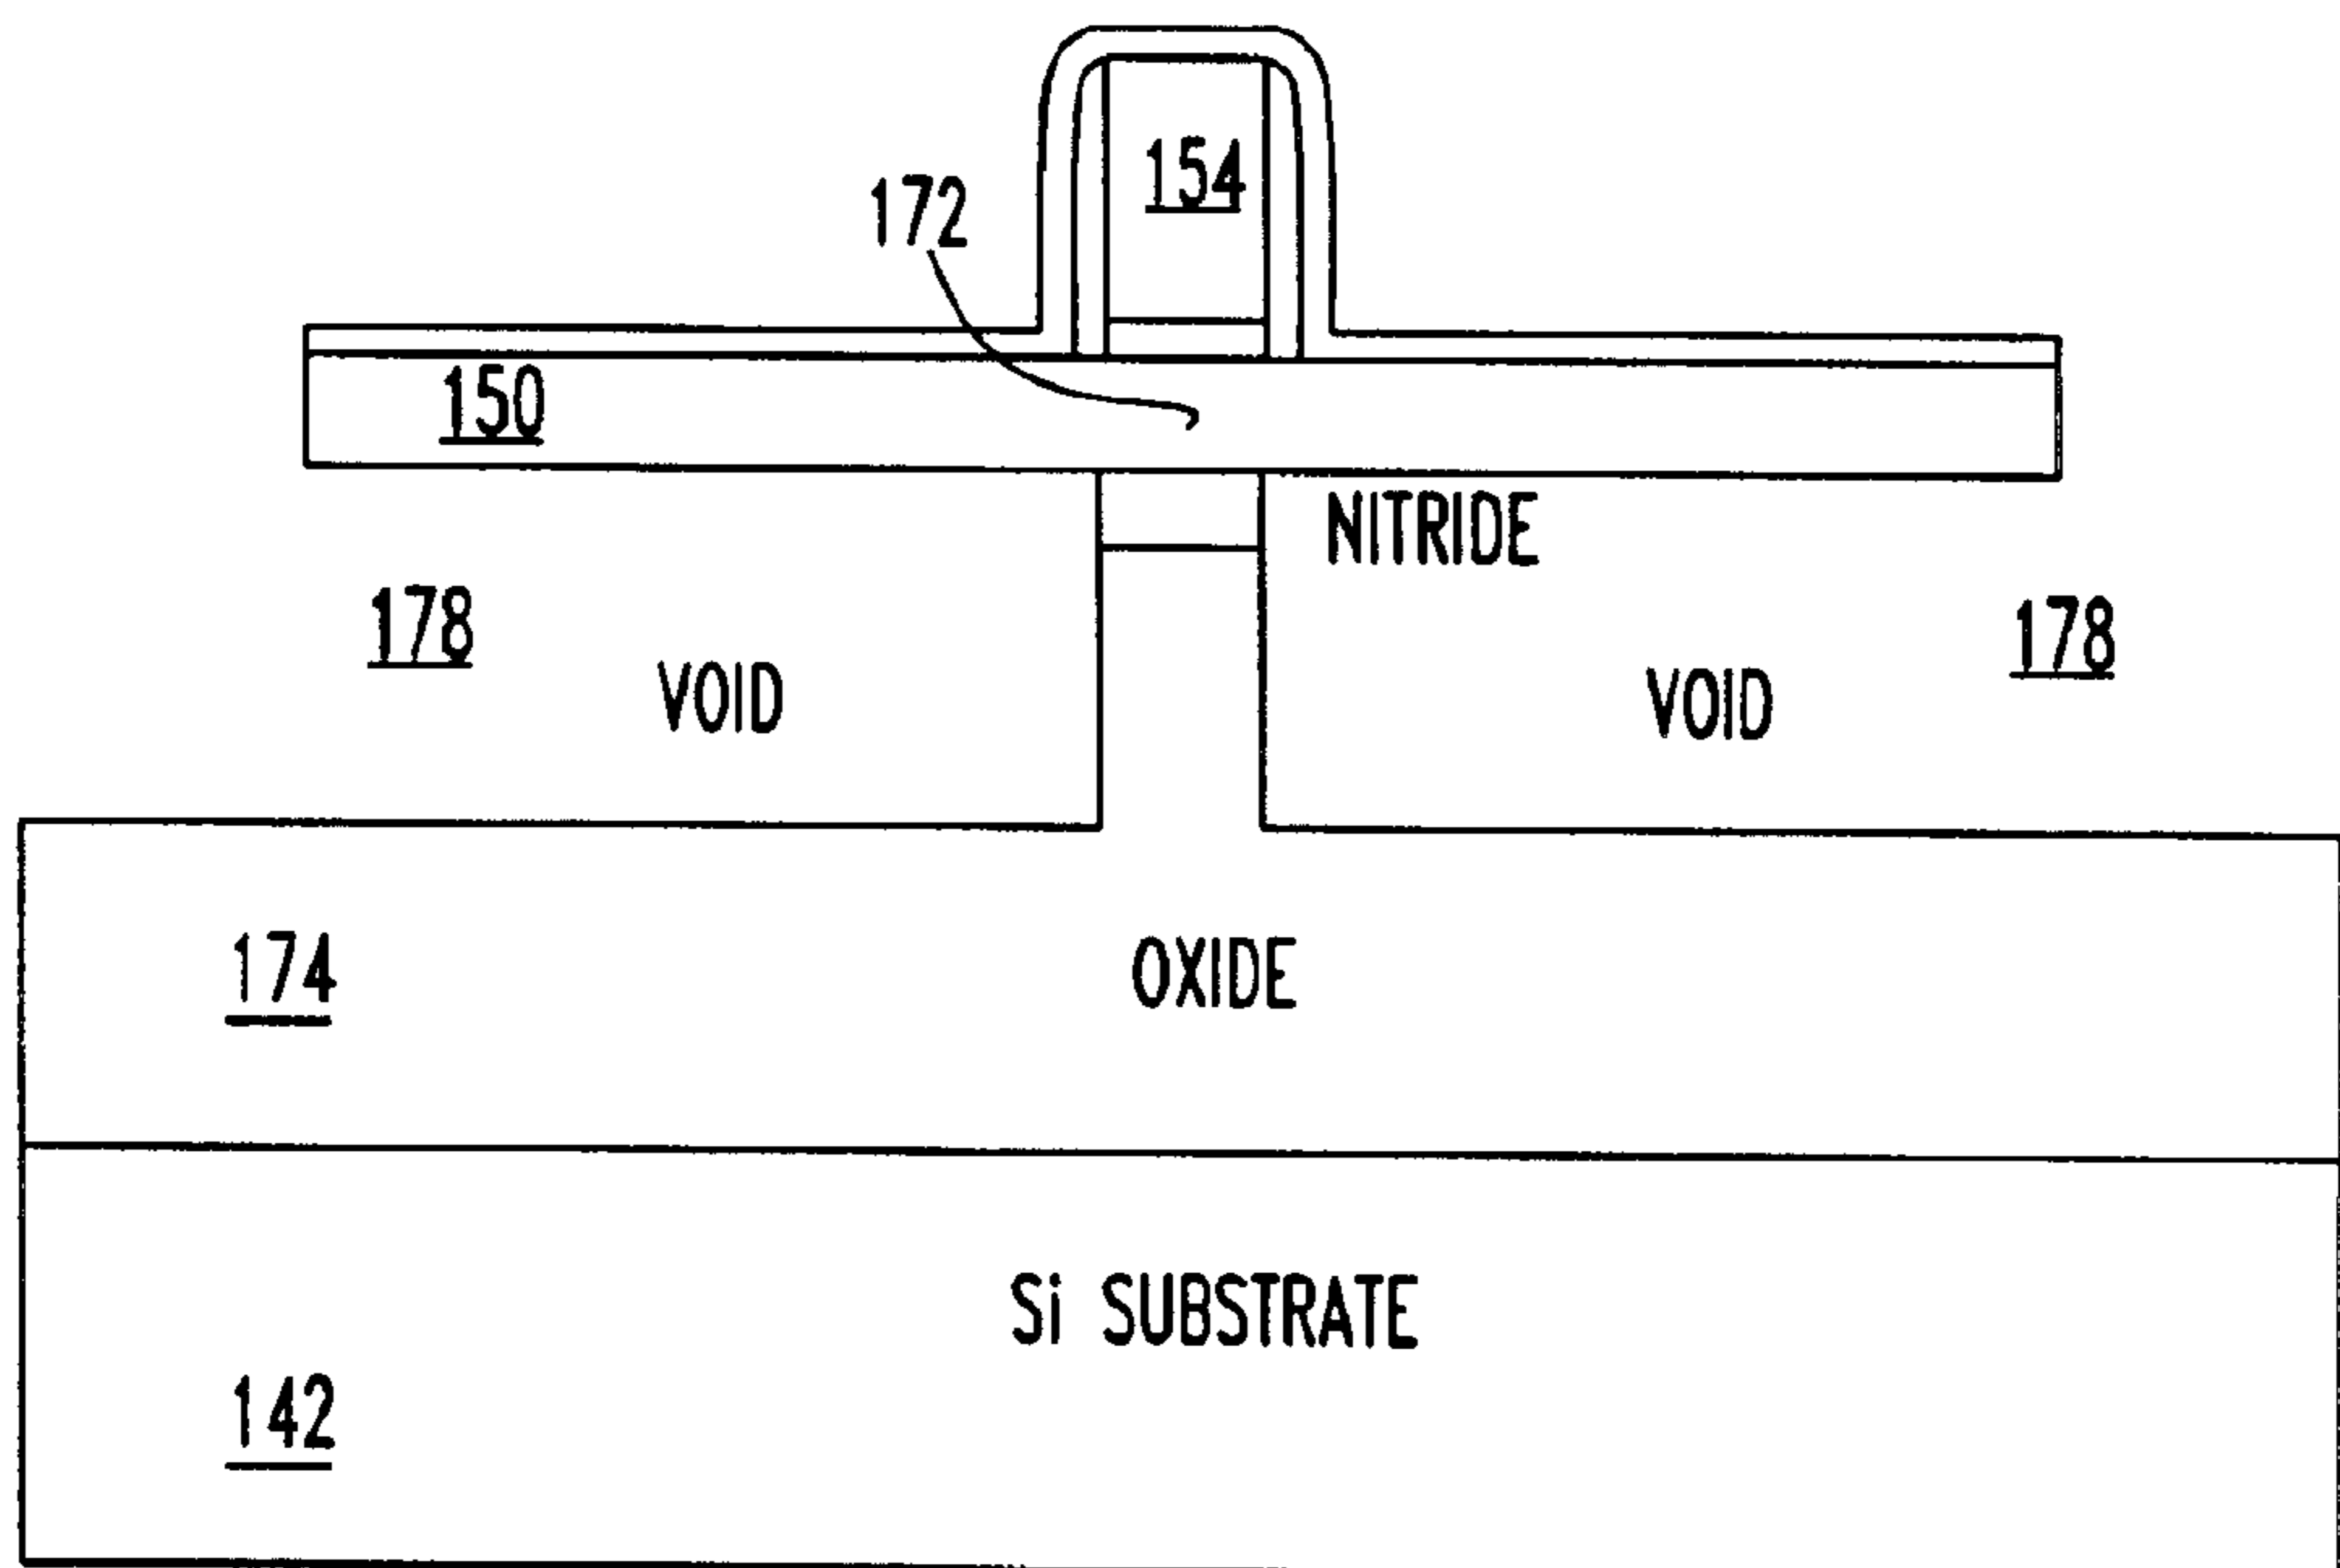 154
172
150
NITRIDE
178
178
VOID
VOID
174
OXIDE
Si SUBSTRATE
142